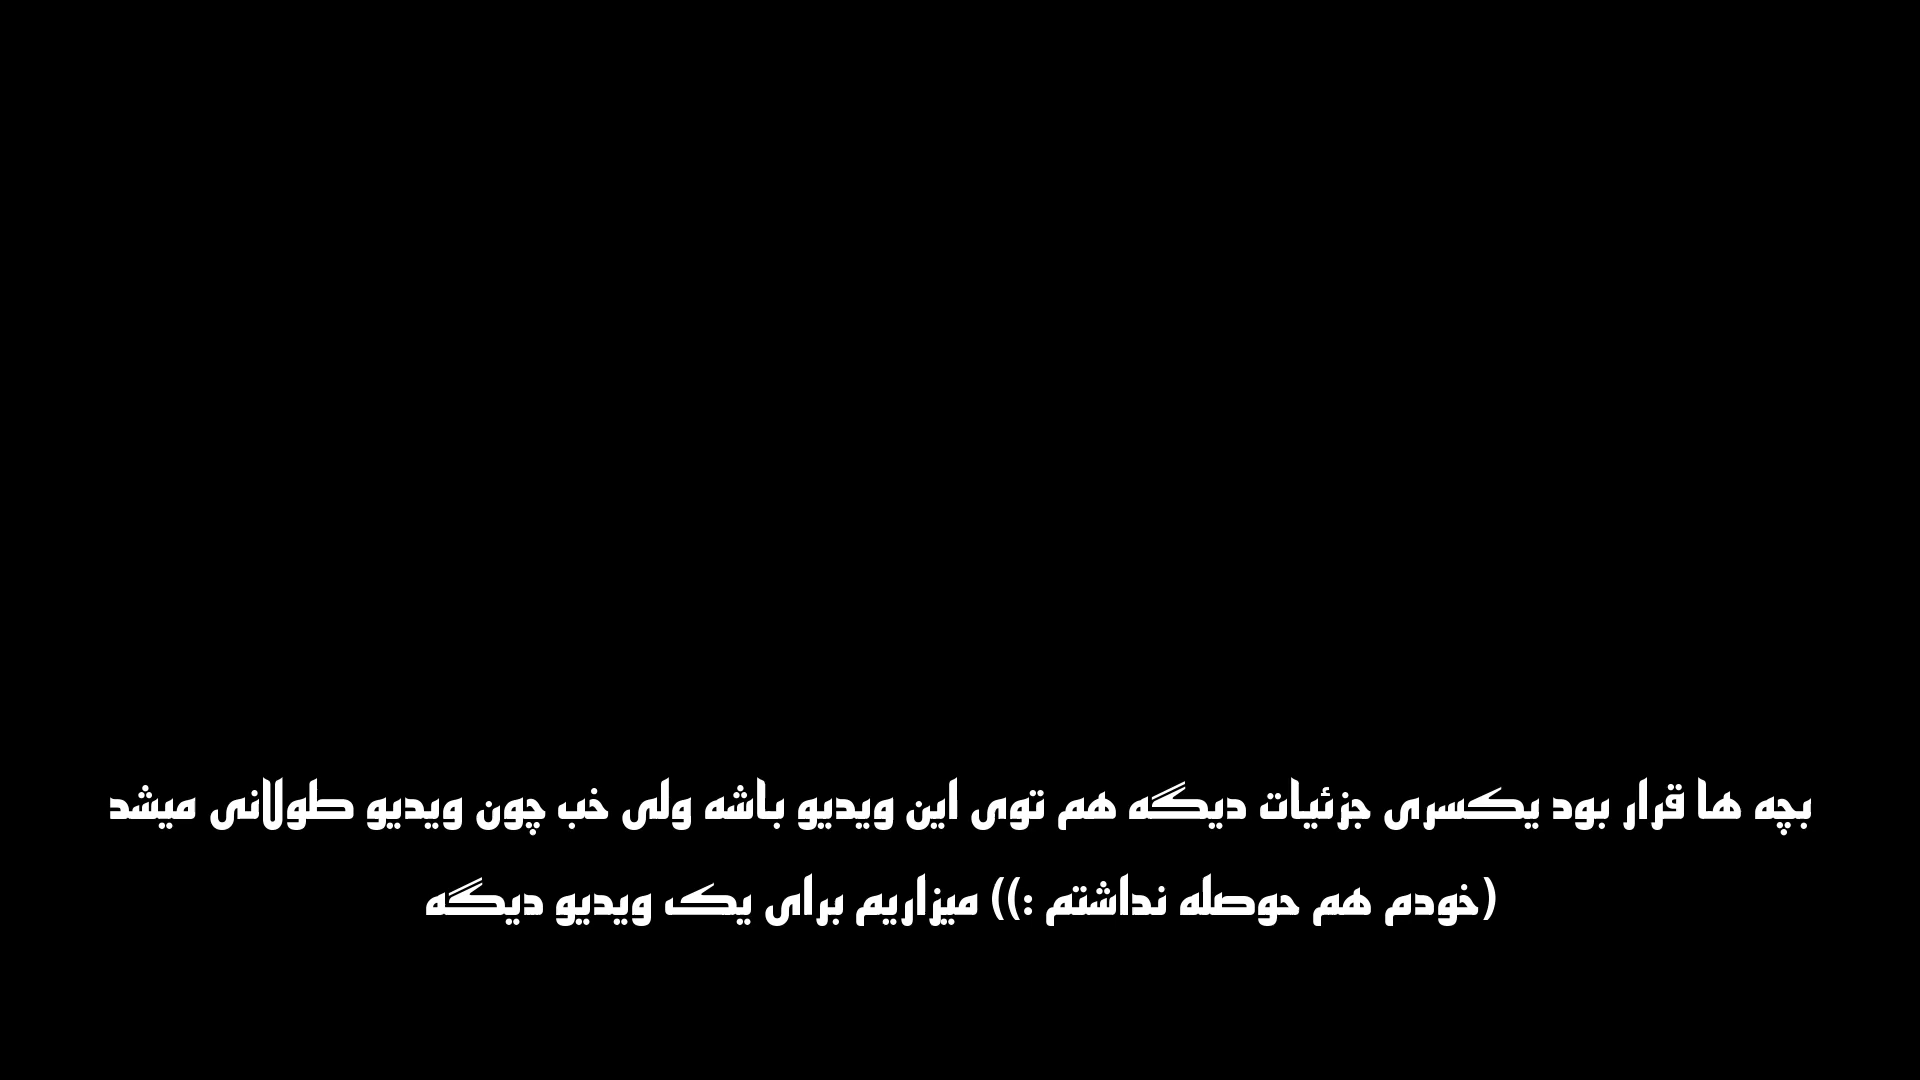 بچه ها قرار بود یکسری جزئیات دیگه هم توی این ویدیو باشه ولی خب چون ویدیو طولانی میشد
(خودم هم حوصله نداشتم :)) میزاریم برای یک ویدیو دیگه